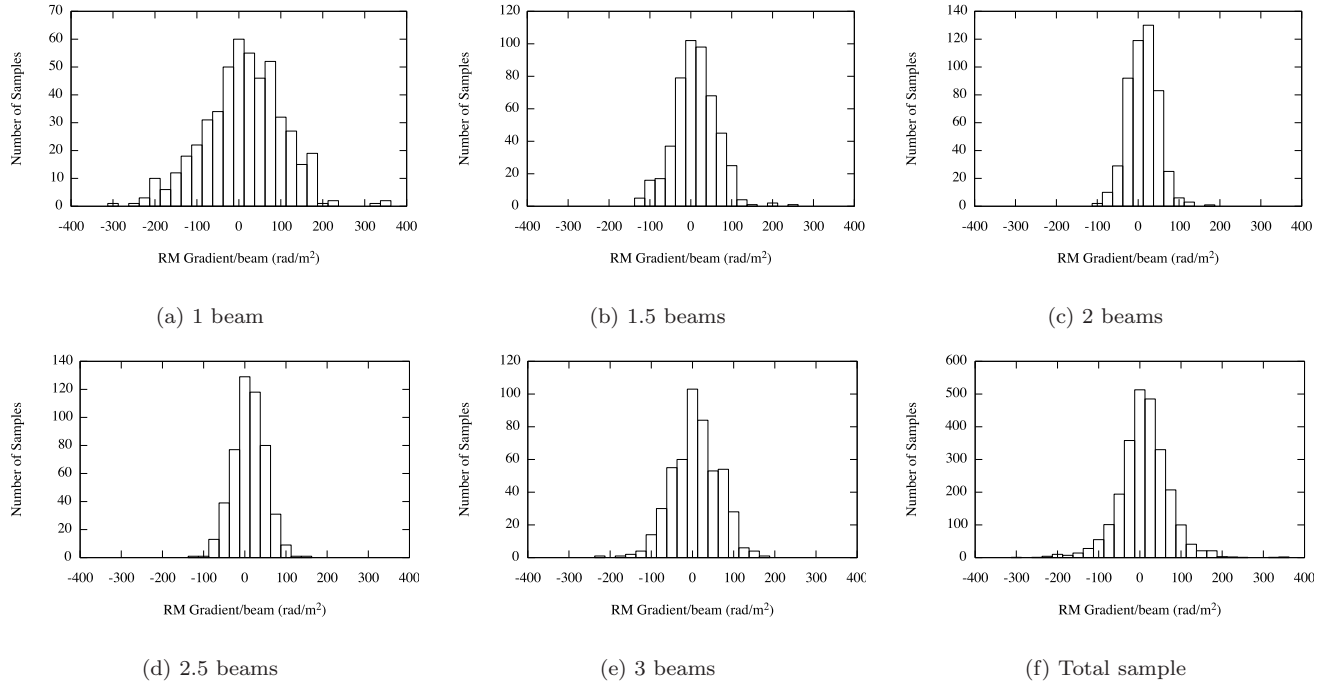 70
60
50
40
30
20
10
0
Number of Samples
-400 -300 -200 -100 0 100 200 300 400
RM Gradient/beam (rad/m²)
(a) 1 beam
120
100
80
60
40
20
0
Number of Samples
-400 -300 -200 -100 0 100 200 300 400
RM Gradient/beam (rad/m²)
(b) 1.5 beams
140
120
100
80
60
40
20
0
Number of Samples
-400 -300 -200 -100 0 100 200 300 400
RM Gradient/beam (rad/m²)
(c) 2 beams
140
120
100
80
60
40
20
0
Number of Samples
-400 -300 -200 -100 0 100 200 300 400
RM Gradient/beam (rad/m²)
(d) 2.5 beams
120
100
80
60
40
20
0
Number of Samples
-400 -300 -200 -100 0 100 200 300 400
RM Gradient/beam (rad/m²)
(e) 3 beams
600
500
400
300
200
100
0
Number of Samples
-400 -300 -200 -100 0 100 200 300 400
RM Gradient/beam (rad/m²)
(f) Total sample